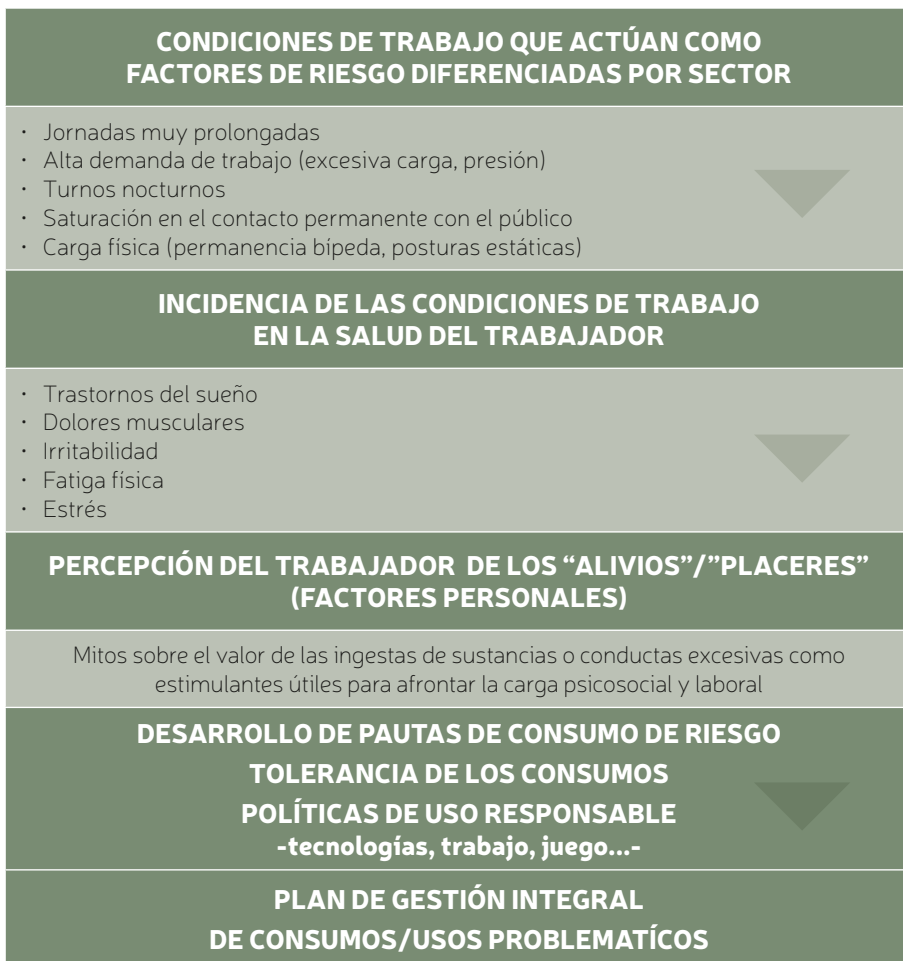 CONDICIONES DE TRABAJO QUE ACTÚAN COMO
FACTORES DE RIESGO DIFERENCIADAS POR SECTOR
· Jornadas muy prolongadas
· Alta demanda de trabajo (excesiva carga, presión)
· Turnos nocturnos
· Saturación en el contacto permanente con el público
· Carga física (permanencia bípeda, posturas estáticas)
INCIDENCIA DE LAS CONDICIONES DE TRABAJO
EN LA SALUD DEL TRABAJADOR
· Trastornos del sueño
· Dolores musculares
· Irritabilidad
· Fatiga física
· Estrés
PERCEPCIÓN DEL TRABAJADOR DE LOS “ALIVIOS”/”PLACERES”
(FACTORES PERSONALES)
Mitos sobre el valor de las ingestas de sustancias o conductas excesivas como
estimulantes útiles para afrontar la carga psicosocial y laboral
DESARROLLO DE PAUTAS DE CONSUMO DE RIESGO
TOLERANCIA DE LOS CONSUMOS
POLÍTICAS DE USO RESPONSABLE
-tecnologías, trabajo, juego...-
PLAN DE GESTIÓN INTEGRAL
DE CONSUMOS/USOS PROBLEMATÍCOS